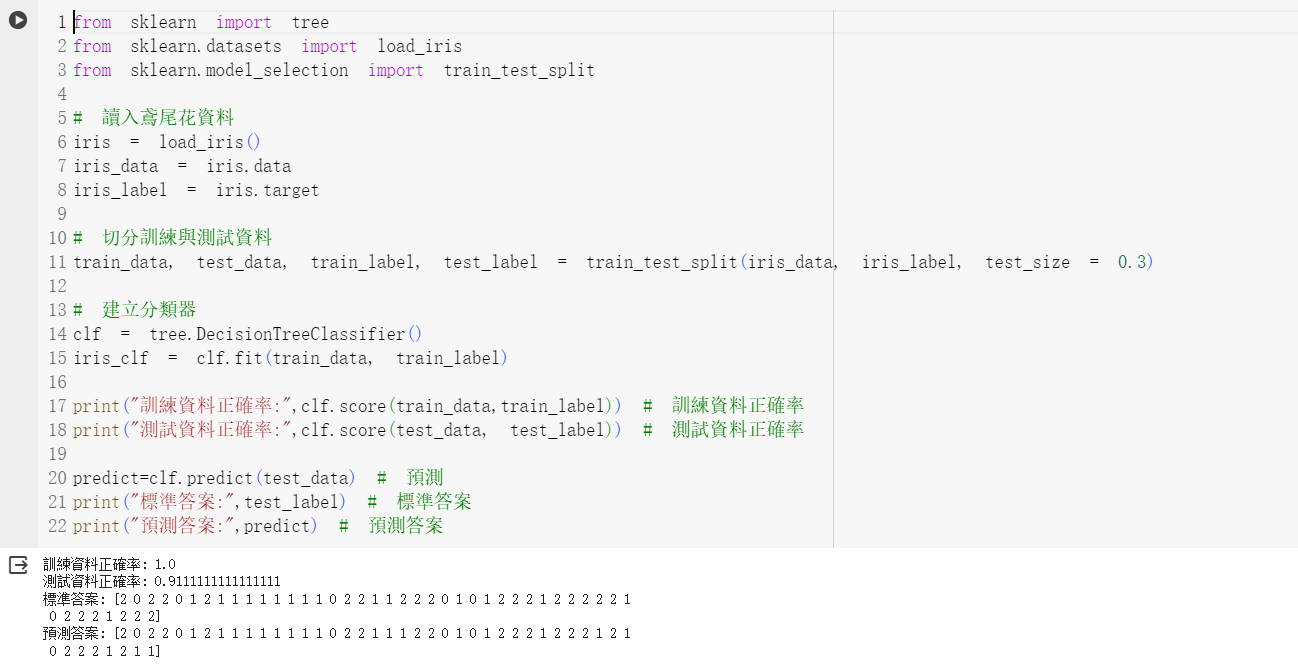 1 from sklearn import tree
2 from sklearn.datasets import load_iris
3 from sklearn.model_selection import train_test_split
4
5 # 讀入鳶尾花資料
6 iris = load_iris()
7 iris_data = iris.data
8 iris_label = iris.target
9
10 # 切分訓練與測試資料
11 train_data, test_data, train_label, test_label = train_test_split(iris_data, iris_label, test_size = 0.3)
12
13 # 建立分類器
14 clf = tree.DecisionTreeClassifier()
15 iris_clf = clf.fit(train_data, train_label)
16
17 print("訓練資料正確率:",clf.score(train_data,train_label)) # 訓練資料正確率
18 print("測試資料正確率:",clf.score(test_data, test_label)) # 測試資料正確率
19
20 predict=clf.predict(test_data) # 預測
21 print("標準答案:",test_label) # 標準答案
22 print("預測答案:",predict) # 預測答案
訓練資料正確率: 1.0
測試資料正確率: 0.9111111111111111
標準答案: [2 0 2 2 0 1 2 1 1 1 1 1 1 1 1 0 2 2 1 1 2 2 2 0 1 0 1 2 2 2 1 2 2 2 2 2 1
0 2 2 2 1 2 2 2]
預測答案: [2 0 2 2 0 1 2 1 1 1 1 1 1 1 1 0 2 2 1 1 1 2 2 0 1 0 1 2 2 2 1 2 2 2 1 2 1
0 2 2 2 1 2 1 1]